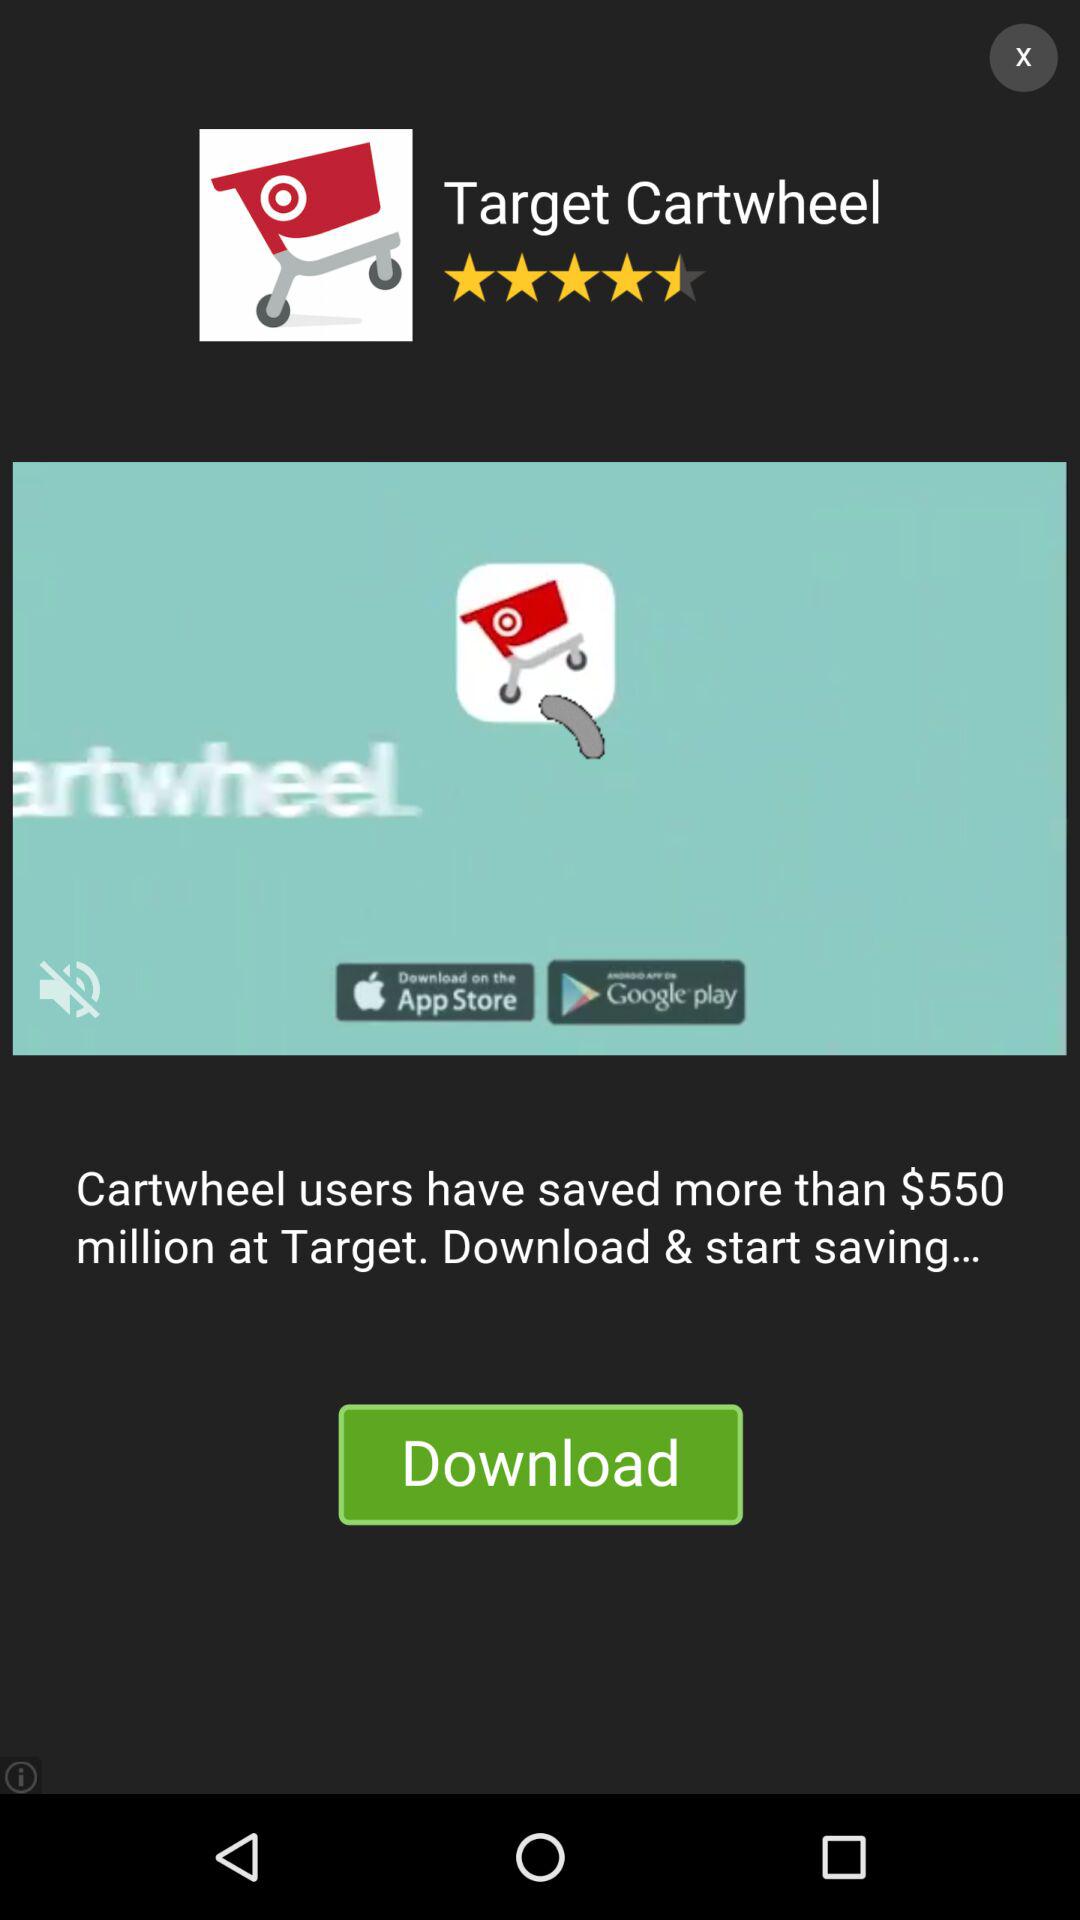 X
Target Cartwheel
artwheel
Download on the
App Store
ANDROID APP ON
Google play
Cartwheel users have saved more than $550
million at Target. Download & start saving…
Download